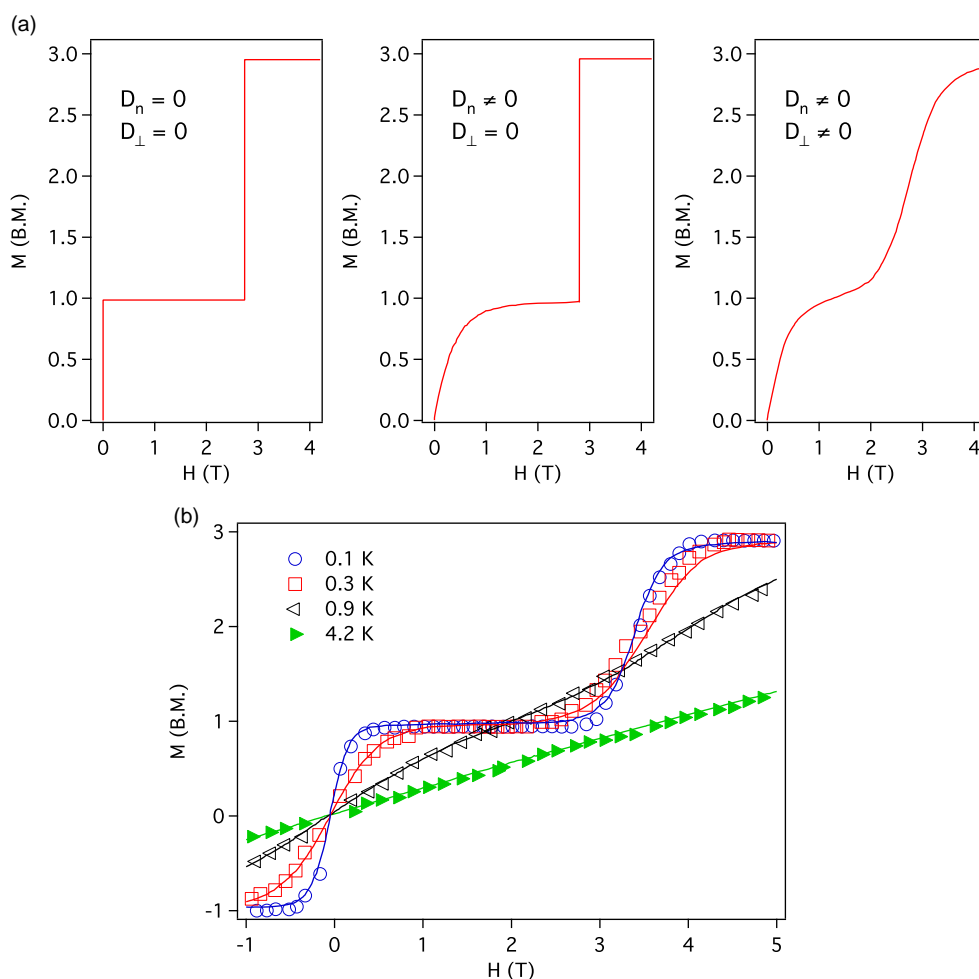 (a)
3.0
2.5
2.0
1.5
1.0
0.5
0.0
M (B.M.)
Dn = 0
D⊥ = 0
0 1 2 3 4
H (T)
3.0
2.5
2.0
1.5
1.0
0.5
0.0
M (B.M.)
Dn ≠ 0
D⊥ = 0
0 1 2 3 4
H (T)
3.0
2.5
2.0
1.5
1.0
0.5
0.0
M (B.M.)
Dn ≠ 0
D⊥ ≠ 0
0 1 2 3 4
H (T)
(b)
3
2
1
0
-1
M (B.M.)
0.1 K
0.3 K
0.9 K
4.2 K
-1 0 1 2 3 4 5
H (T)